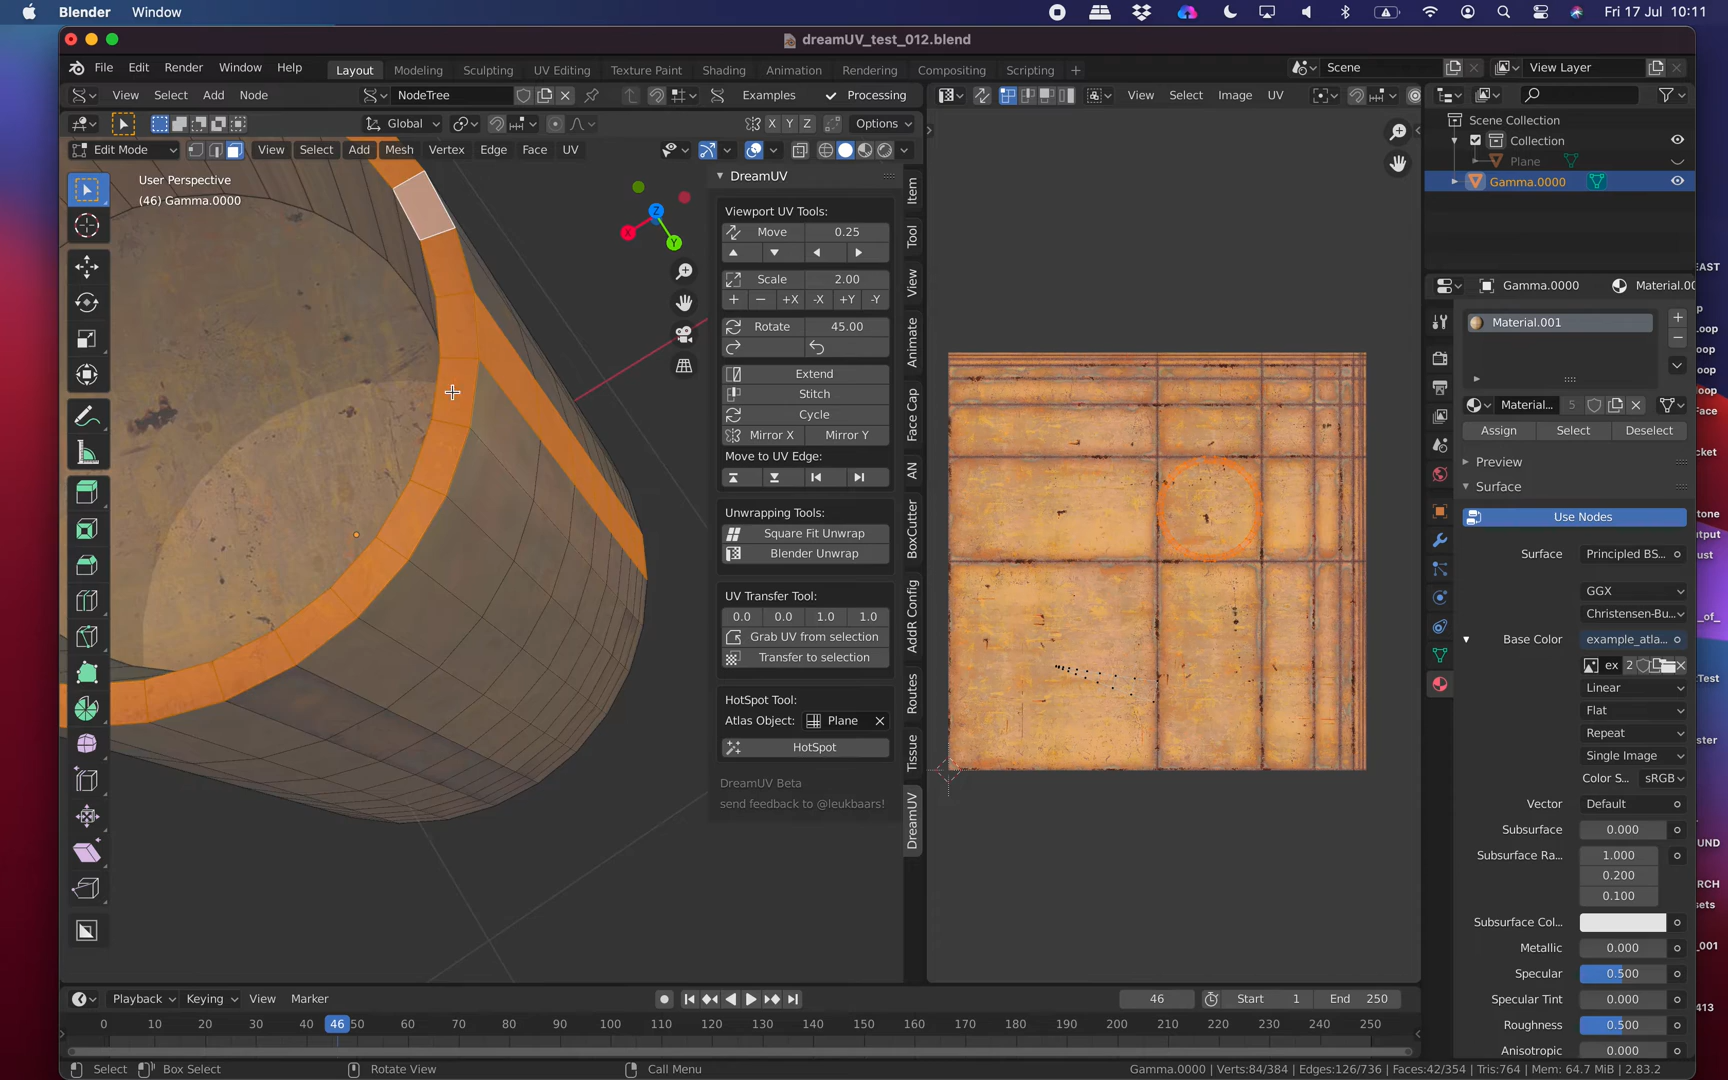 Blender Window Fri 17 Jul 10:11
dreamUV_test_012.blend
File Edit Render Window Help Layout Modeling Sculpting UV Editing Texture Paint Shading Animation Rendering Compositing Scripting + Scene View Layer
View Select Add Node NodeTree Examples Processing View Select Image UV
Global X Y Z Options
Scene Collection
Collection
Plane
Gamma.0000
Edit Mode View Select Add Mesh Vertex Edge Face UV
User Perspective
(46) Gamma.0000
X Y Z
DreamUV
Viewport UV Tools:
Move 0.25
Scale 2.00
+ − +X -X +Y -Y
Rotate 45.00
Extend
Stitch
Cycle
Mirror X Mirror Y
Move to UV Edge:
Unwrapping Tools:
Square Fit Unwrap
Blender Unwrap
UV Transfer Tool:
0.0 0.0 1.0 1.0
Grab UV from selection
Transfer to selection
HotSpot Tool:
Atlas Object: Plane
HotSpot
DreamUV Beta
send feedback to @leukbaars!
Item
Tool
View
Animate
Face Cap
AN
BoxCutter
AddR Config
Routes
Tissue
DreamUV
Gamma.0000 Material.00
Material.001
Material... 5
Assign Select Deselect
Preview
Surface
Use Nodes
Surface Principled BS...
GGX
Christensen-Bu...
Base Color example_atla...
ex 2
Linear
Flat
Repeat
Single Image
Color S... sRGB
Vector Default
Subsurface 0.000
Subsurface Ra... 1.000
0.200
0.100
Subsurface Col...
Metallic 0.000
Specular 0.500
Specular Tint 0.000
Roughness 0.500
Anisotropic 0.000
Playback Keying View Marker 46 Start 1 End 250
0 10 20 30 40 46 50 60 70 80 90 100 110 120 130 140 150 160 170 180 190 200 210 220 230 240 250
Select Box Select Rotate View Call Menu Gamma.0000 | Verts:84/384 | Edges:126/736 | Faces:42/354 | Tris:764 | Mem: 64.7 MiB | 2.83.2